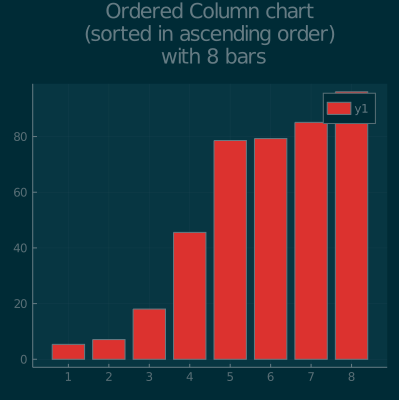 Ordered Column chart
(sorted in ascending order)
with 8 bars
y1
80
60
40
20
0
1 2 3 4 5 6 7 8